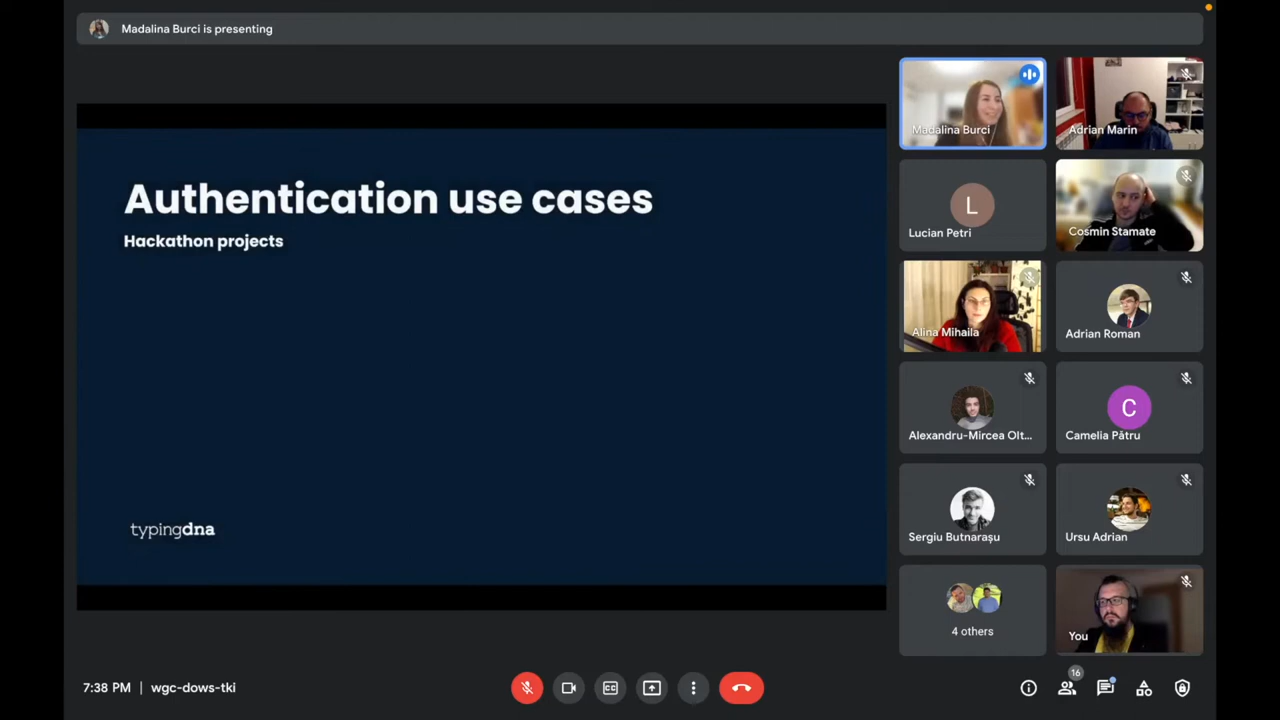 Madalina Burci is presenting
Authentication use cases
Hackathon projects
typingdna
Madalina Burci
Adrian Marin
L
Lucian Petri
Cosmin Stamate
Alina Mihaila
Adrian Roman
Alexandru-Mircea Olt...
C
Camelia Pătru
Sergiu Butnarașu
Ursu Adrian
4 others
You
7:38 PM | wgc-dows-tki
CC
16